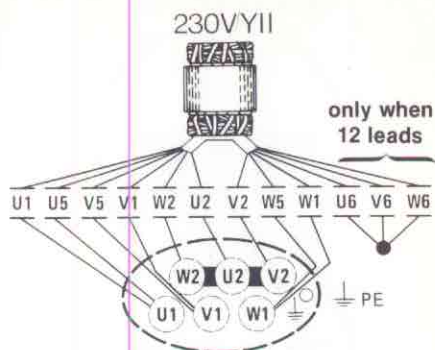 230VYII
only when
12 leads
U1 U5 V5 V1 W2 U2 V2 W5 W1 U6 V6 W6
W2 U2 V2
U1 V1 W1 PE